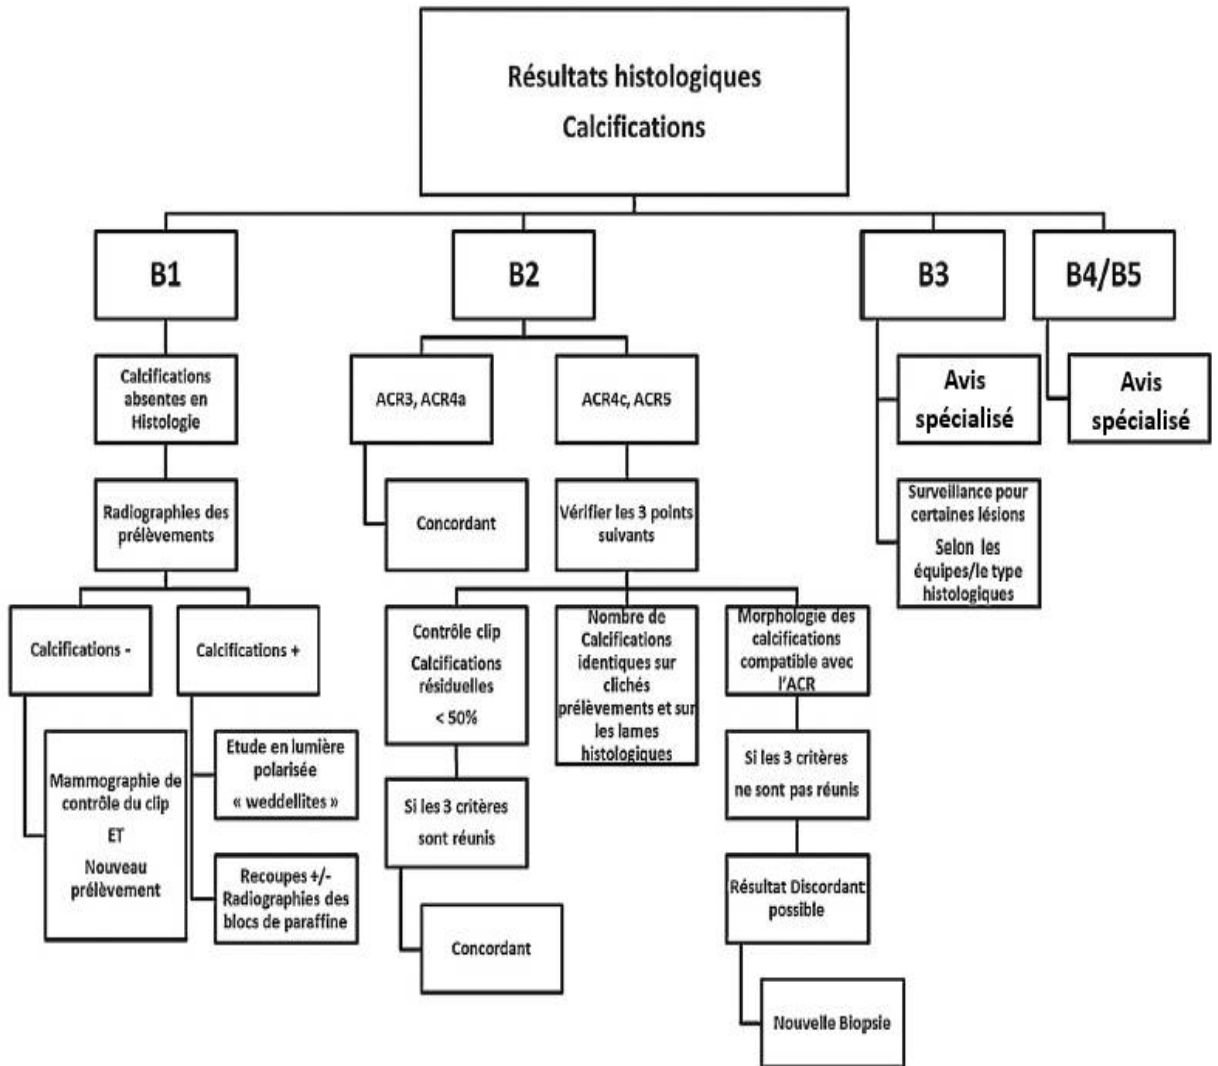 Résultats histologiques
Calcifications
B1
B2
B3
B4/B5
Calcifications
absentes en
Histologie
ACR3, ACR4a
ACR4c, ACR5
Avis
spécialisé
Avis
spécialisé
Radiographies des
prélèvements
Concordant
Vérifier les 3 points
suivants
Surveillance pour
certaines lésions
Selon les
équipes/le type
histologiques
Calcifications -
Calcifications +
Contrôle clip
Calcifications
résiduelles
< 50%
Nombre de
Calcifications
identiques sur
clichés
prélèvements et sur
les lames
histologiques
Morphologie des
calcifications
compatible avec
l'ACR
Mammographie de
contrôle du clip
ET
Nouveau
prélèvement
Etude en lumière
polarisée
« weddellites »
Recoupes +/-
Radiographies des
blocs de paraffine
Si les 3 critères
sont réunis
Concordant
Si les 3 critères
ne sont pas réunis
Résultat Discordant
possible
Nouvelle Biopsie